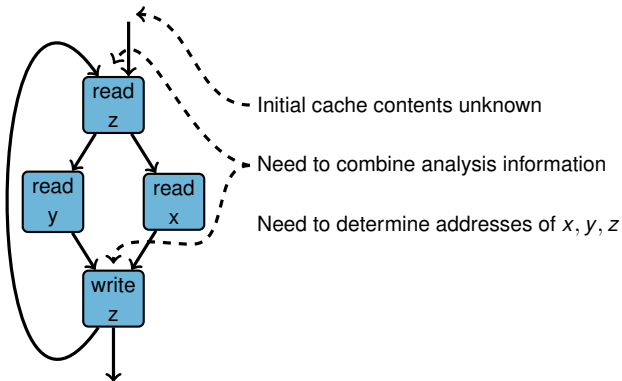 Initial cache contents unknown
read
z
Need to combine analysis information
read
y
read
x
Need to determine addresses of x, y, z
write
z